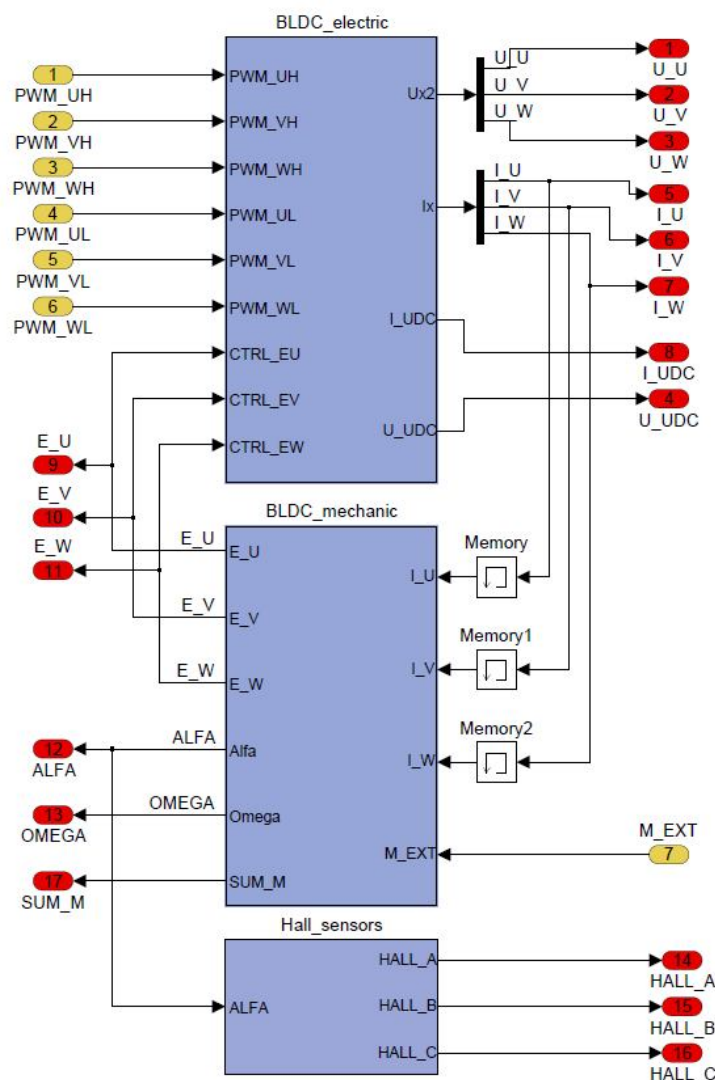 BLDC_electric
1
PWM_UH
2
PWM_VH
3
PWM_WH
4
PWM_UL
5
PWM_VL
6
PWM_WL
PWM_UH
PWM_VH
PWM_WH
PWM_UL
PWM_VL
PWM_WL
CTRL_EU
CTRL_EV
CTRL_EW
Ux2
Ix
I_UDC
U_UDC
U_U
U_V
U_W
I_U
I_V
I_W
1
U_U
2
U_V
3
U_W
5
I_U
6
I_V
7
I_W
8
I_UDC
4
U_UDC
E_U
9
E_V
10
E_W
11
BLDC_mechanic
E_U
E_V
E_W
ALFA
OMEGA
E_U
E_V
E_W
Alfa
Omega
SUM_M
I_U
I_V
I_W
M_EXT
Memory
Memory1
Memory2
M_EXT
7
12
ALFA
13
OMEGA
17
SUM_M
Hall_sensors
ALFA
HALL_A
HALL_B
HALL_C
14
HALL_A
15
HALL_B
16
HALL_C